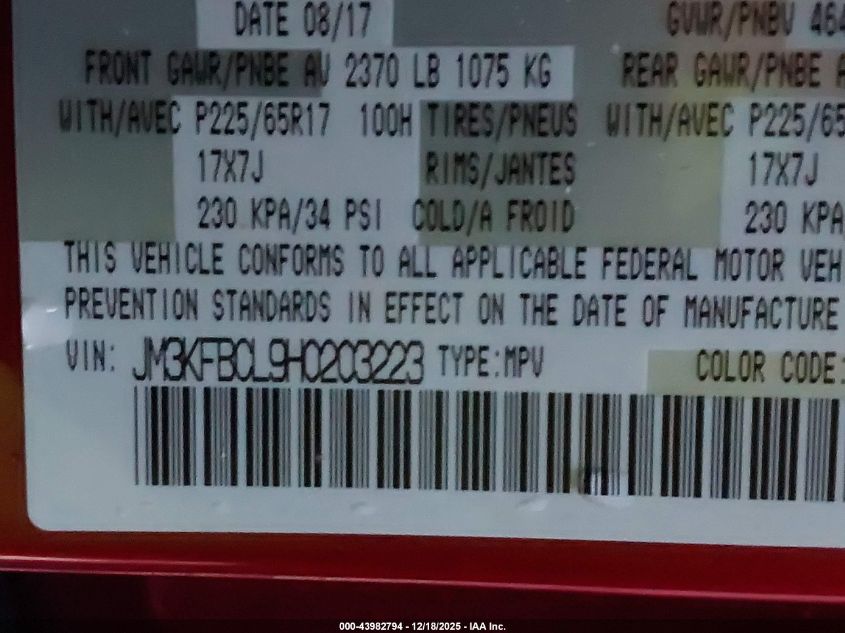 DATE 08/17 GVWR/PNBV 464
FRONT GAWR/PNBE AV 2370 LB 1075 KG REAR GAWR/PNBE A
WITH/AVEC P225/65R17 100H TIRES/PNEUS WITH/AVEC P225/65
17X7J RIMS/JANTES 17X7J
230 KPA/34 PSI COLD/A FROID 230 KPA
THIS VEHICLE CONFORMS TO ALL APPLICABLE FEDERAL MOTOR VEH
PREVENTION STANDARDS IN EFFECT ON THE DATE OF MANUFACTURE
VIN: JM3KFBCL9H0203223 TYPE:MPV COLOR CODE:
000-43982794 - 12/18/2025 - IAA Inc.